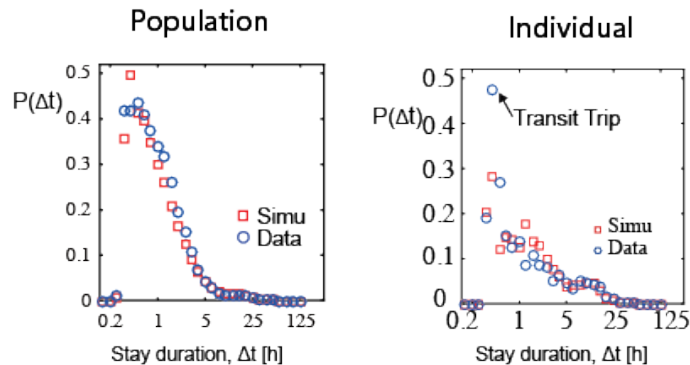 Population
0.5
0.4
P(Δt)
0.3
0.2
0.1
0
Simu
Data
0.2
1
5
25
125
Stay duration, Δt [h]
Individual
0.5
P(Δt)
0.4
0.3
0.2
0.1
0
Transit Trip
Simu
Data
0.2
1
5
25
125
Stay duration, Δt [h]